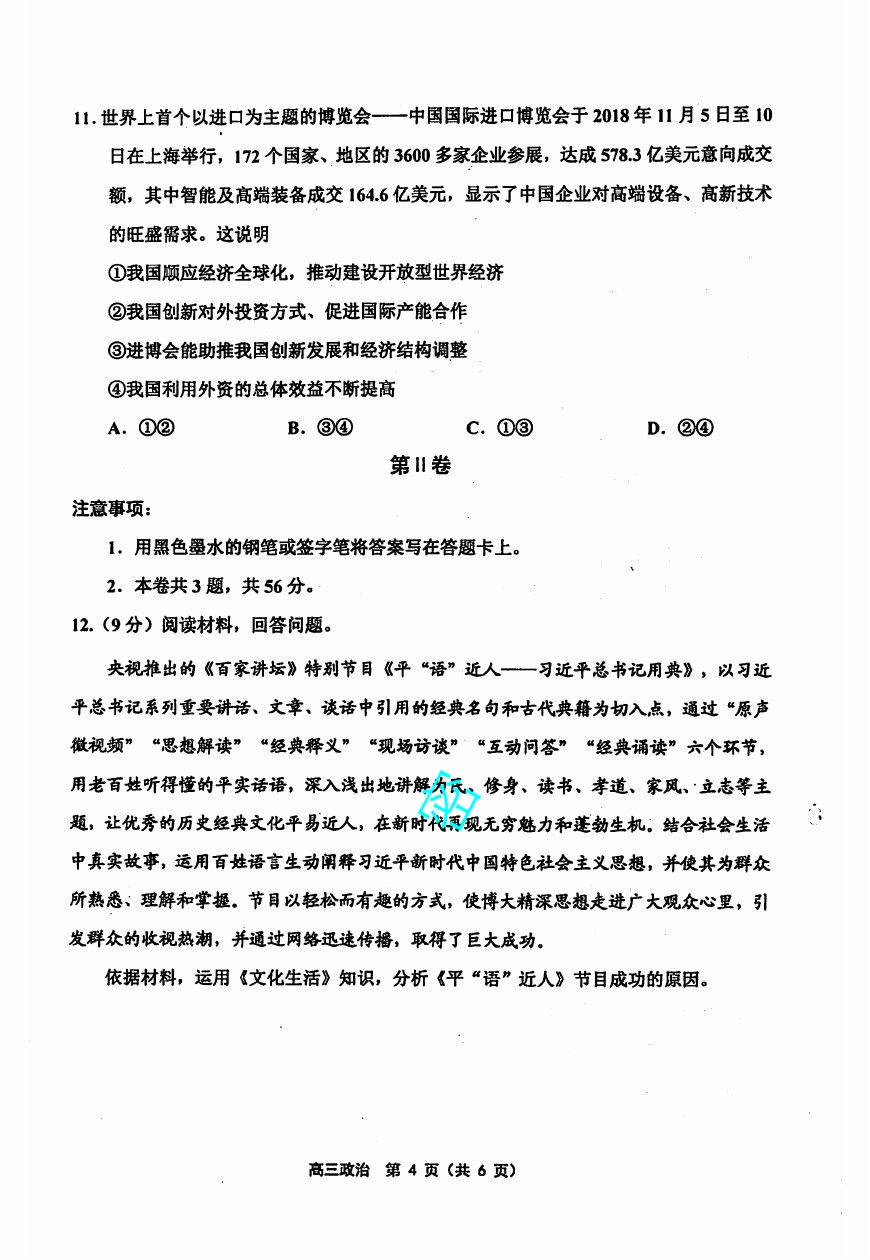 11.世界上首个以进口为主题的博览会——中国国际进口博览会于 2018 年 11 月 5 日至 10
日在上海举行，172 个国家、地区的 3600 多家企业参展，达成 578.3 亿美元意向成交
额，其中智能及高端装备成交 164.6 亿美元，显示了中国企业对高端设备、高新技术
的旺盛需求。这说明
①我国顺应经济全球化，推动建设开放型世界经济
②我国创新对外投资方式、促进国际产能合作
③进博会能助推我国创新发展和经济结构调整
④我国利用外资的总体效益不断提高
A．①② B．③④ C．①③ D．②④
第 II 卷
注意事项：
1．用黑色墨水的钢笔或签字笔将答案写在答题卡上。
2．本卷共 3 题，共 56 分。
12.（9 分）阅读材料，回答问题。
央视推出的《百家讲坛》特别节目《平“语”近人——习近平总书记用典》，以习近
平总书记系列重要讲话、文章、谈话中引用的经典名句和古代典籍为切入点，通过“原声
微视频”“思想解读”“经典释义”“现场访谈”“互动问答”“经典诵读”六个环节，
用老百姓听得懂的平实话语，深入浅出地讲解为民、修身、读书、孝道、家风、立志等主
题，让优秀的历史经典文化平易近人，在新时代再现无穷魅力和蓬勃生机。结合社会生活
中真实故事，运用百姓语言生动阐释习近平新时代中国特色社会主义思想，并使其为群众
所熟悉、理解和掌握。节目以轻松而有趣的方式，使博大精深思想走进广大观众心里，引
发群众的收视热潮，并通过网络迅速传播，取得了巨大成功。
依据材料，运用《文化生活》知识，分析《平“语”近人》节目成功的原因。
高三政治 第 4 页（共 6 页）